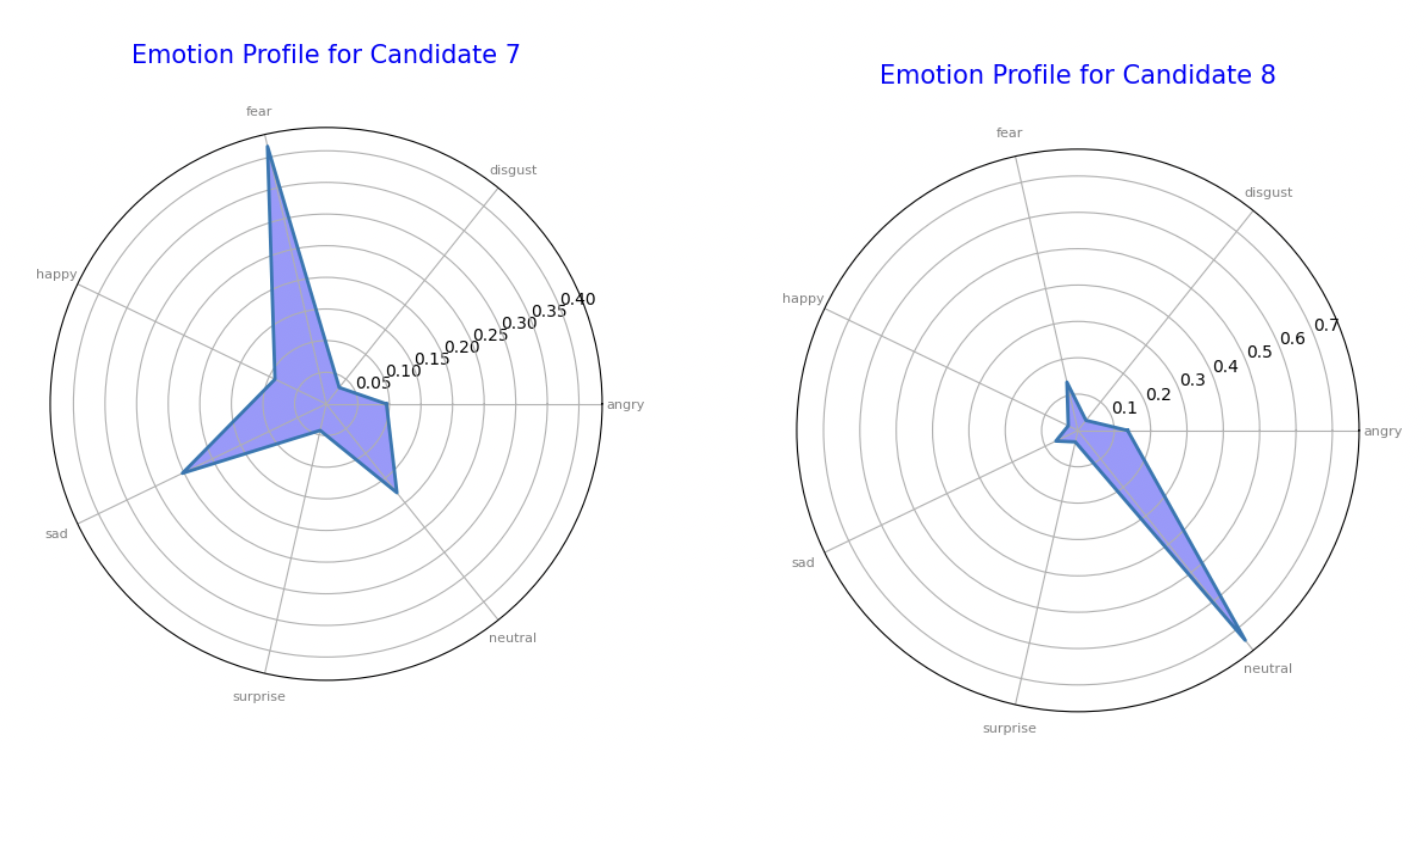 Emotion Profile for Candidate 7
fear
disgust
happy
0.40
0.35
0.30
0.25
0.20
0.15
0.10
0.05
angry
sad
neutral
surprise
Emotion Profile for Candidate 8
fear
disgust
happy
0.7
0.6
0.5
0.4
0.3
0.2
0.1
angry
sad
neutral
surprise